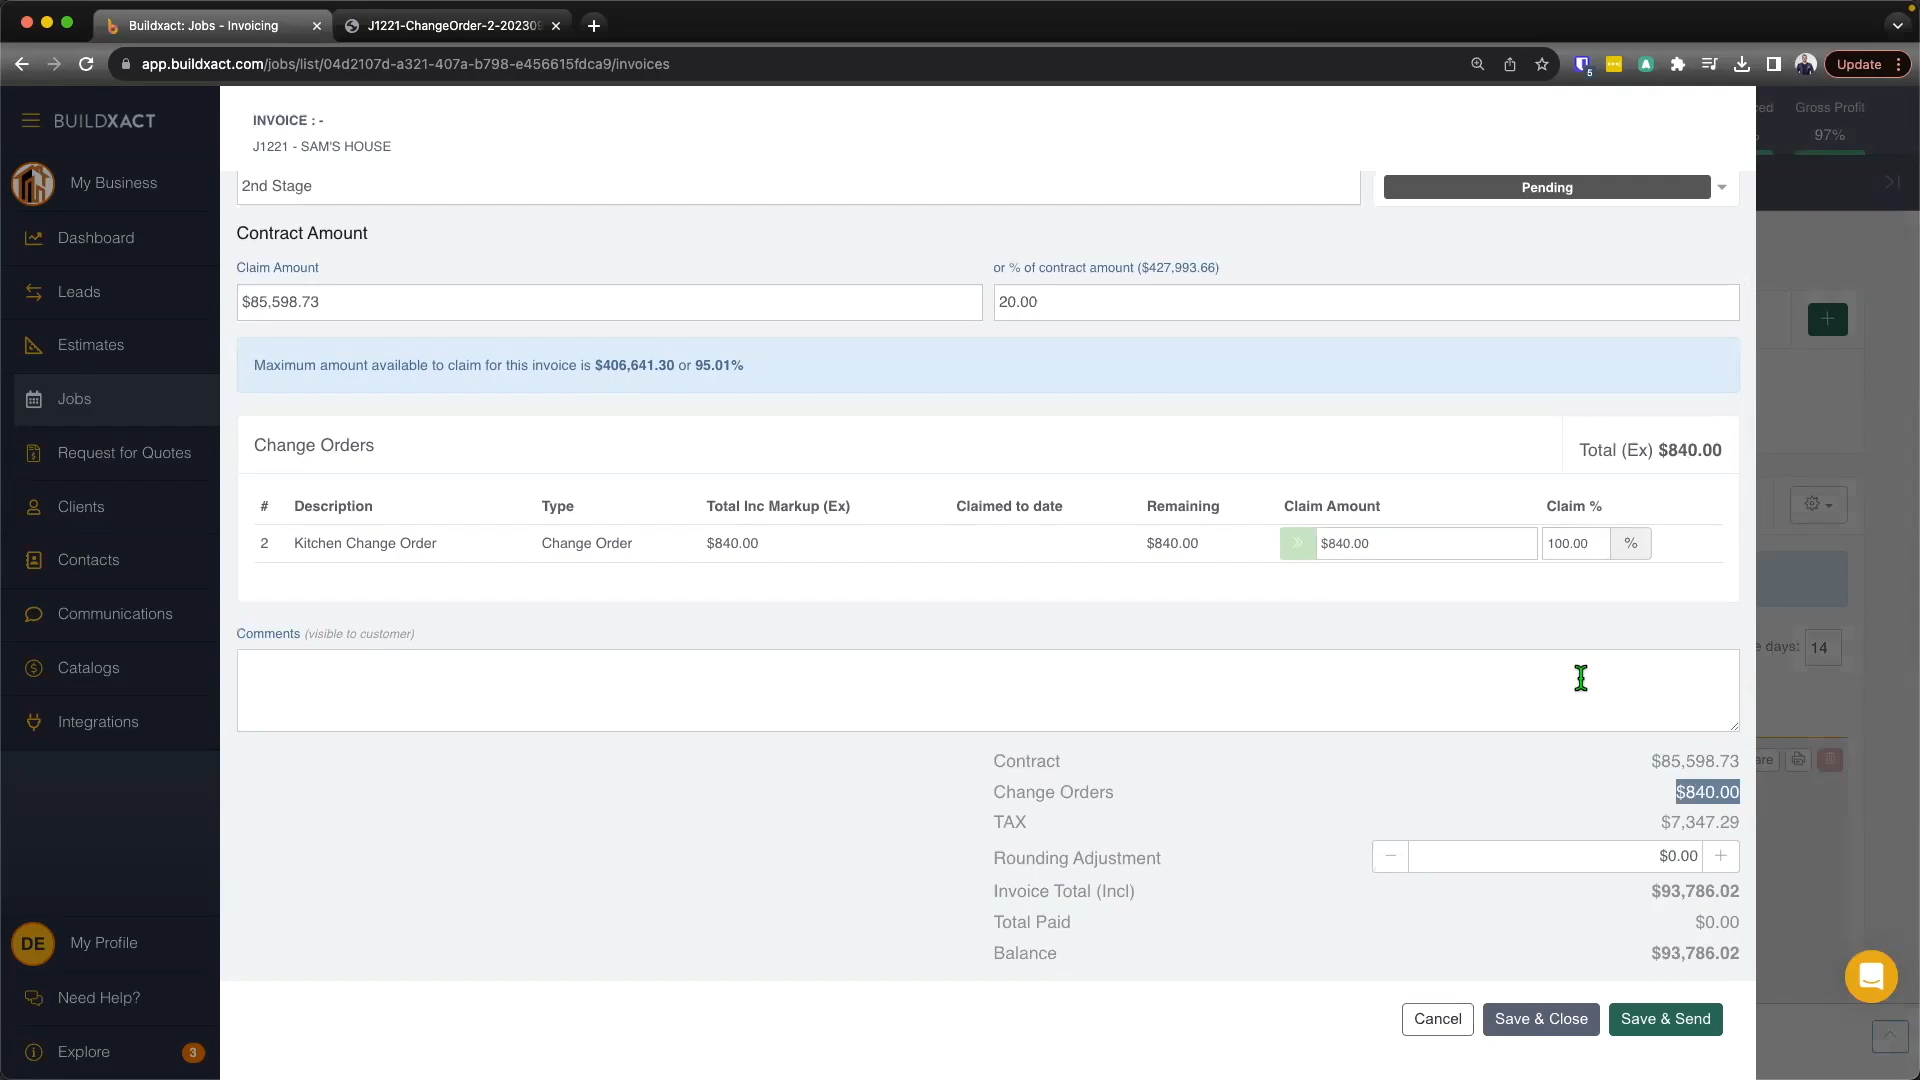 Buildxact: Jobs - Invoicing
J1221-ChangeOrder-2-202309
app.buildxact.com/jobs/list/04d2107d-a321-407a-b798-e456615fdca9/invoices
5
Update
BUILDXACT
My Business
Dashboard
Leads
Estimates
Jobs
Request for Quotes
Clients
Contacts
Communications
Catalogs
Integrations
DE
My Profile
Need Help?
Explore
3
INVOICE : -
J1221 - SAM'S HOUSE
2nd Stage
Pending
Contract Amount
Claim Amount
or % of contract amount ($427,993.66)
$85,598.73
20.00
Maximum amount available to claim for this invoice is $406,641.30 or 95.01%
Change Orders
Total (Ex) $840.00
# Description Type Total Inc Markup (Ex) Claimed to date Remaining Claim Amount Claim %
2 Kitchen Change Order Change Order $840.00 $840.00 $840.00 100.00 %
Comments (visible to customer)
Contract $85,598.73
Change Orders $840.00
TAX $7,347.29
Rounding Adjustment − $0.00 +
Invoice Total (Incl) $93,786.02
Total Paid $0.00
Balance $93,786.02
Cancel
Save & Close
Save & Send
Gross Profit
97%
days: 14